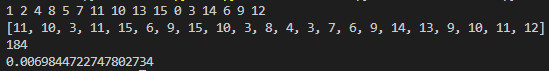 1 2 4 8 5 7 11 10 13 15 0 3 14 6 9 12
[11, 10, 3, 11, 15, 6, 9, 15, 10, 3, 8, 4, 3, 7, 6, 9, 14, 13, 9, 10, 11, 12]
184
0.0069844722747802734